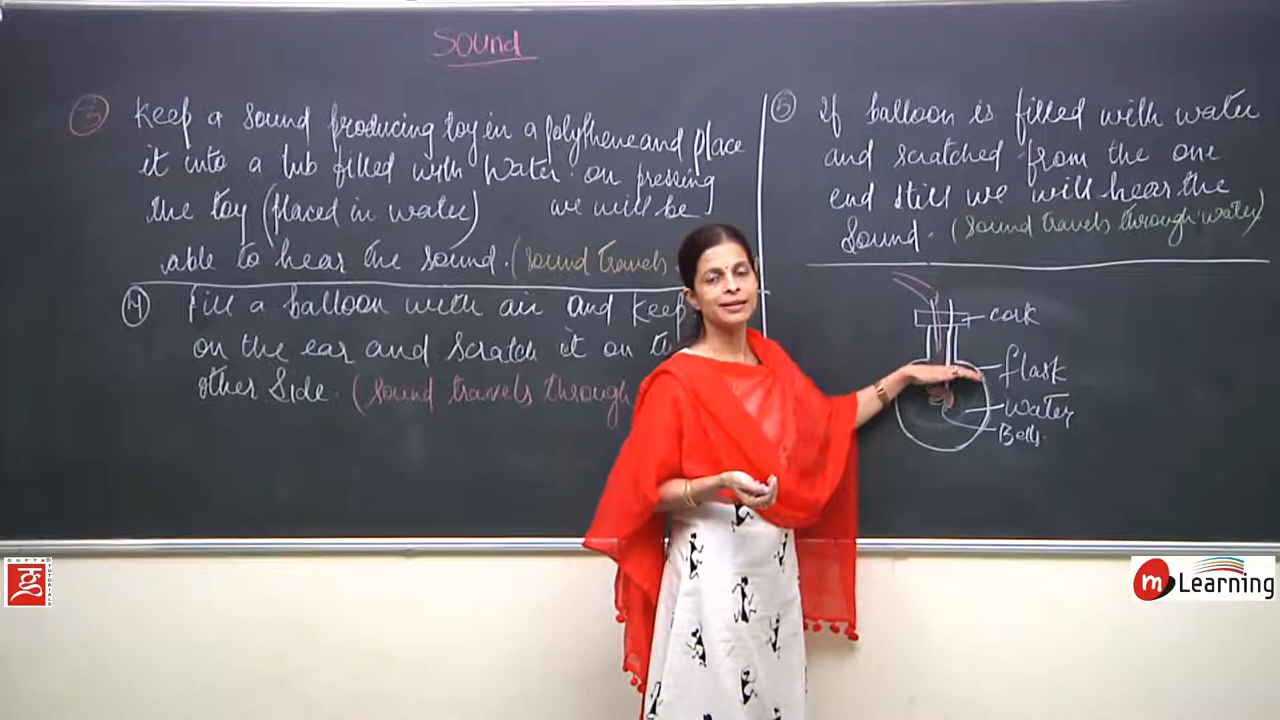 Sound
③ Keep a sound producing toy in a polythene and place
it into a tub filled with water. on pressing
the toy (placed in water) we will be
able to hear the sound. (sound travels
④ Fill a balloon with air and keep
on the ear and scratch it on the
other side. (sound travels through
⑤ If balloon is filled with water
and scratched from the one
end still we will hear the
sound. (sound travels through water)
cork
flask
water
Bells.
GUPTA TUTORIALS
m Learning